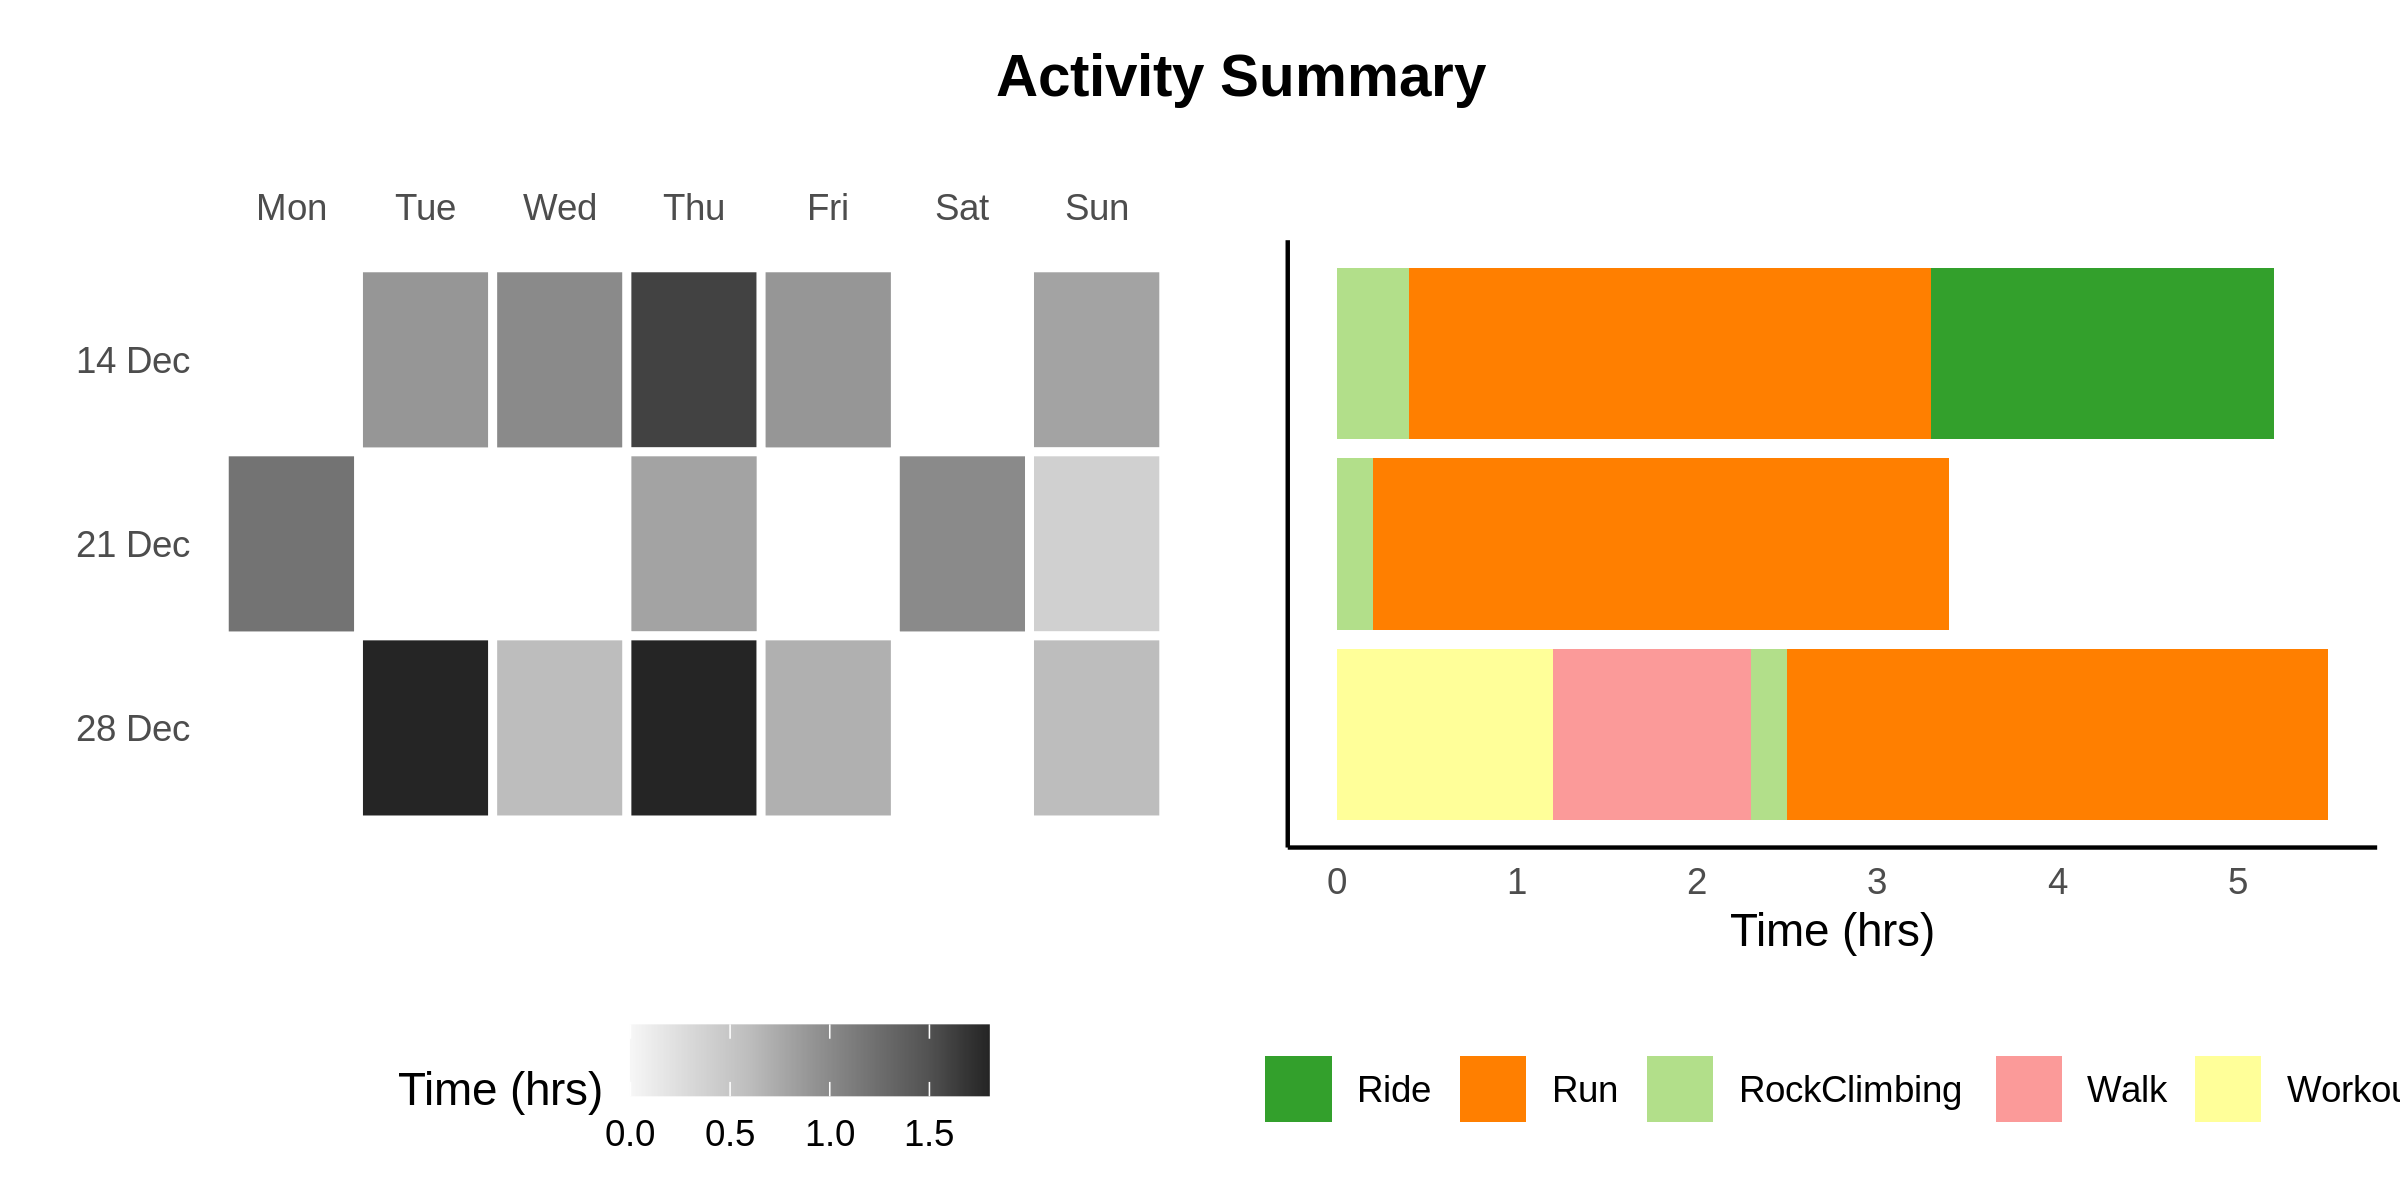 Activity Summary
Mon Tue Wed Thu Fri Sat Sun
14 Dec
21 Dec
28 Dec
0 1 2 3 4 5
Time (hrs)
Time (hrs)
0.0 0.5 1.0 1.5
Ride Run RockClimbing Walk Workou